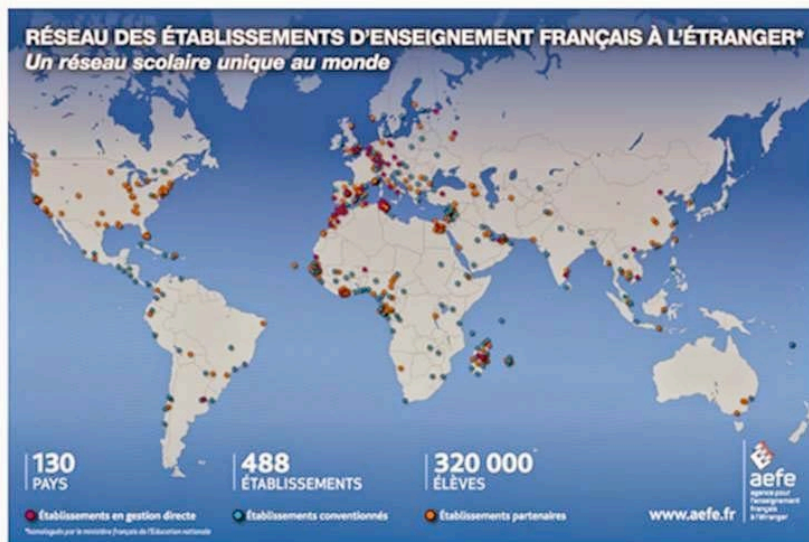 RÉSEAU DES ÉTABLISSEMENTS D'ENSEIGNEMENT FRANÇAIS À L'ÉTRANGER*
Un réseau scolaire unique au monde
130
PAYS
488
ÉTABLISSEMENTS
320 000
ÉLÈVES
Établissements en gestion directe
Établissements conventionnés
Établissements partenaires
*homologués par le ministère français de l'Éducation nationale
www.aefe.fr
aefe
agence pour
l'enseignement
français
à l'étranger